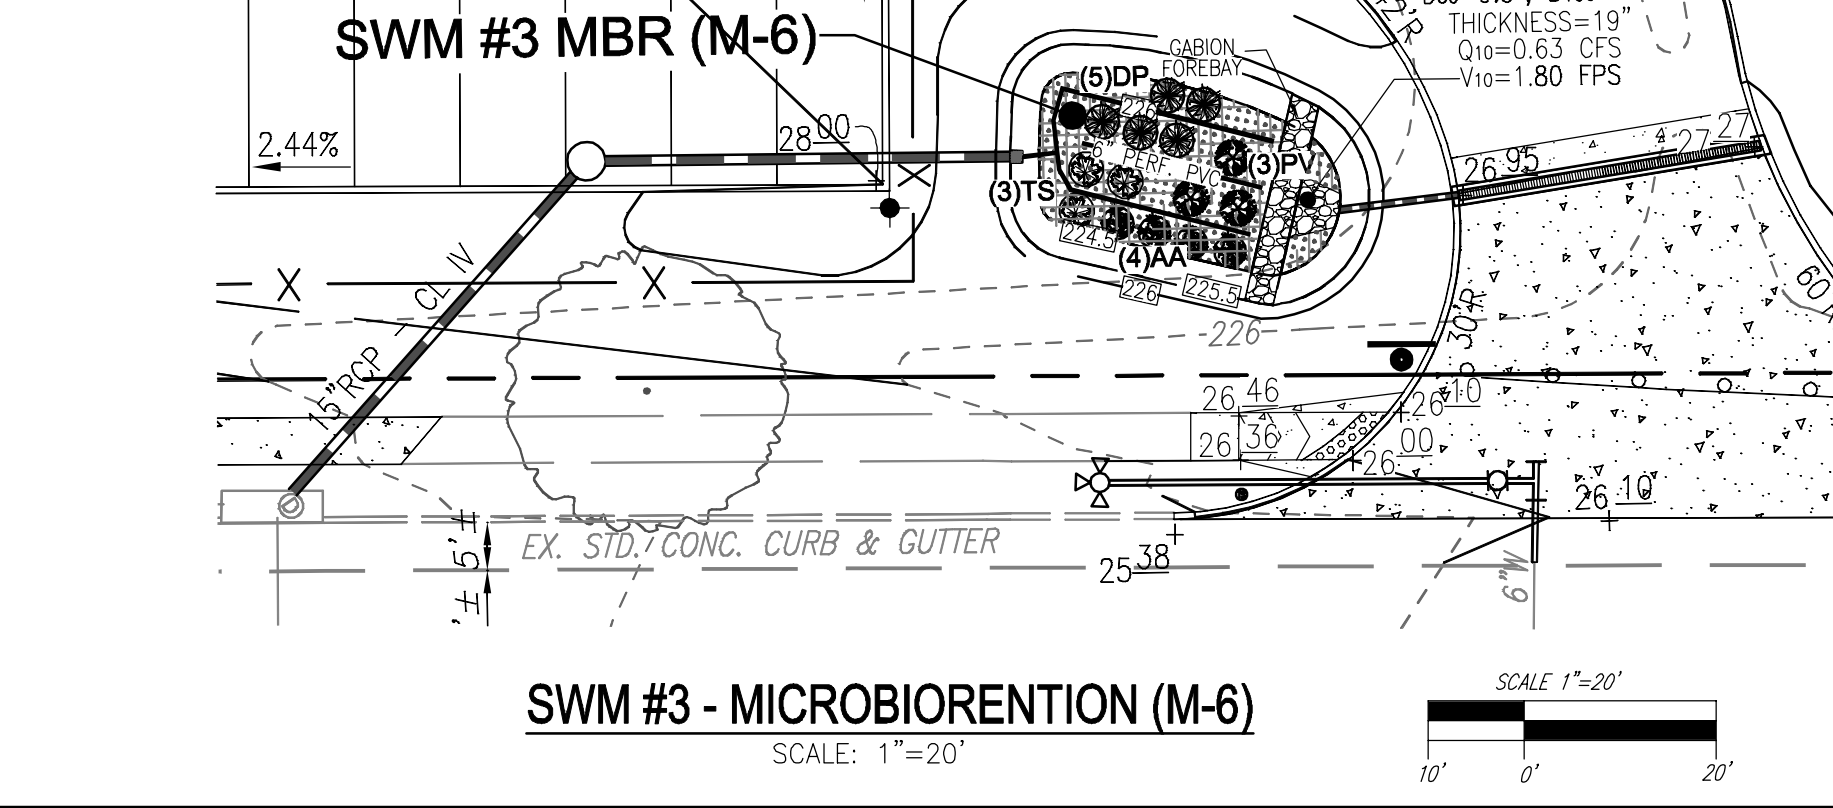 SWM #3 MBR (M-6)
THICKNESS=19"
Q10=0.63 CFS
V10=1.80 FPS
GABION
FOREBAY
(5)DP
226
2.44%
28 00
6" PERF. PVC
(3)PV
(3)TS
224.5
(4)AA
226
225.5
26 95
27 27
15" RCP - CL IV
226
30'R
60
26 46
26 36
26 10
26 00
26 10
EX. STD. CONC. CURB & GUTTER
5'±
'±
25 38
6"W
SWM #3 - MICROBIORENTION (M-6)
SCALE: 1"=20'
SCALE 1"=20'
10' 0' 20'